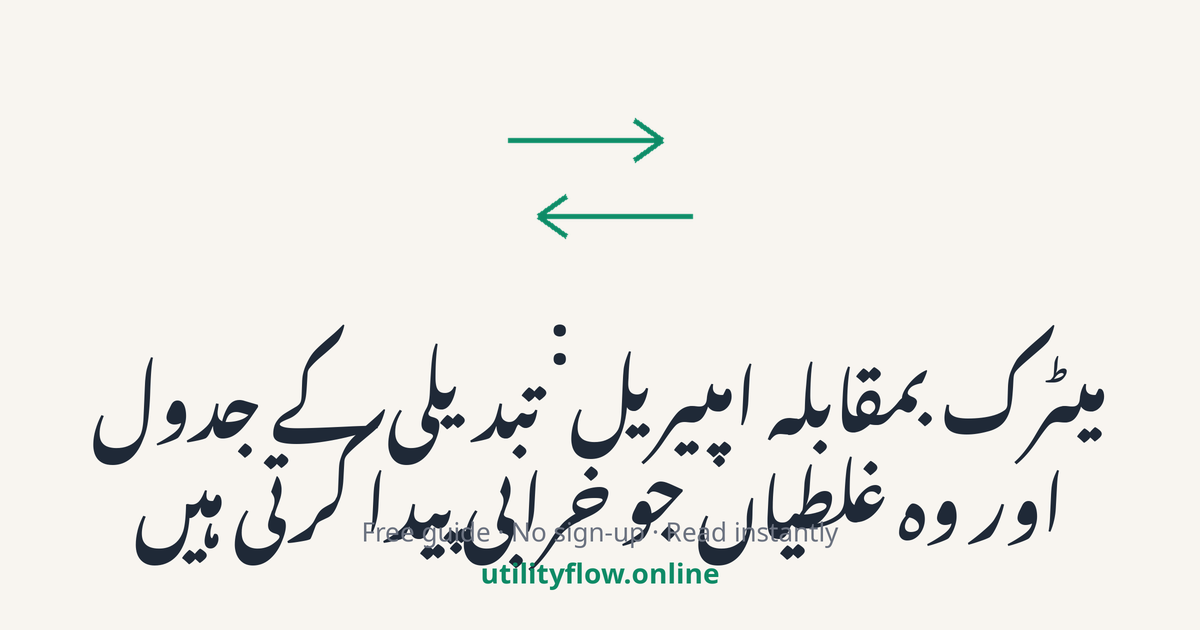 میٹرک بمقابلہ امپیریل: تبدیلی کے جدول
اور وہ غلطیاں جو خرابی پیدا کرتی ہیں
Free guide · No sign-up · Read instantly
utilityflow.online